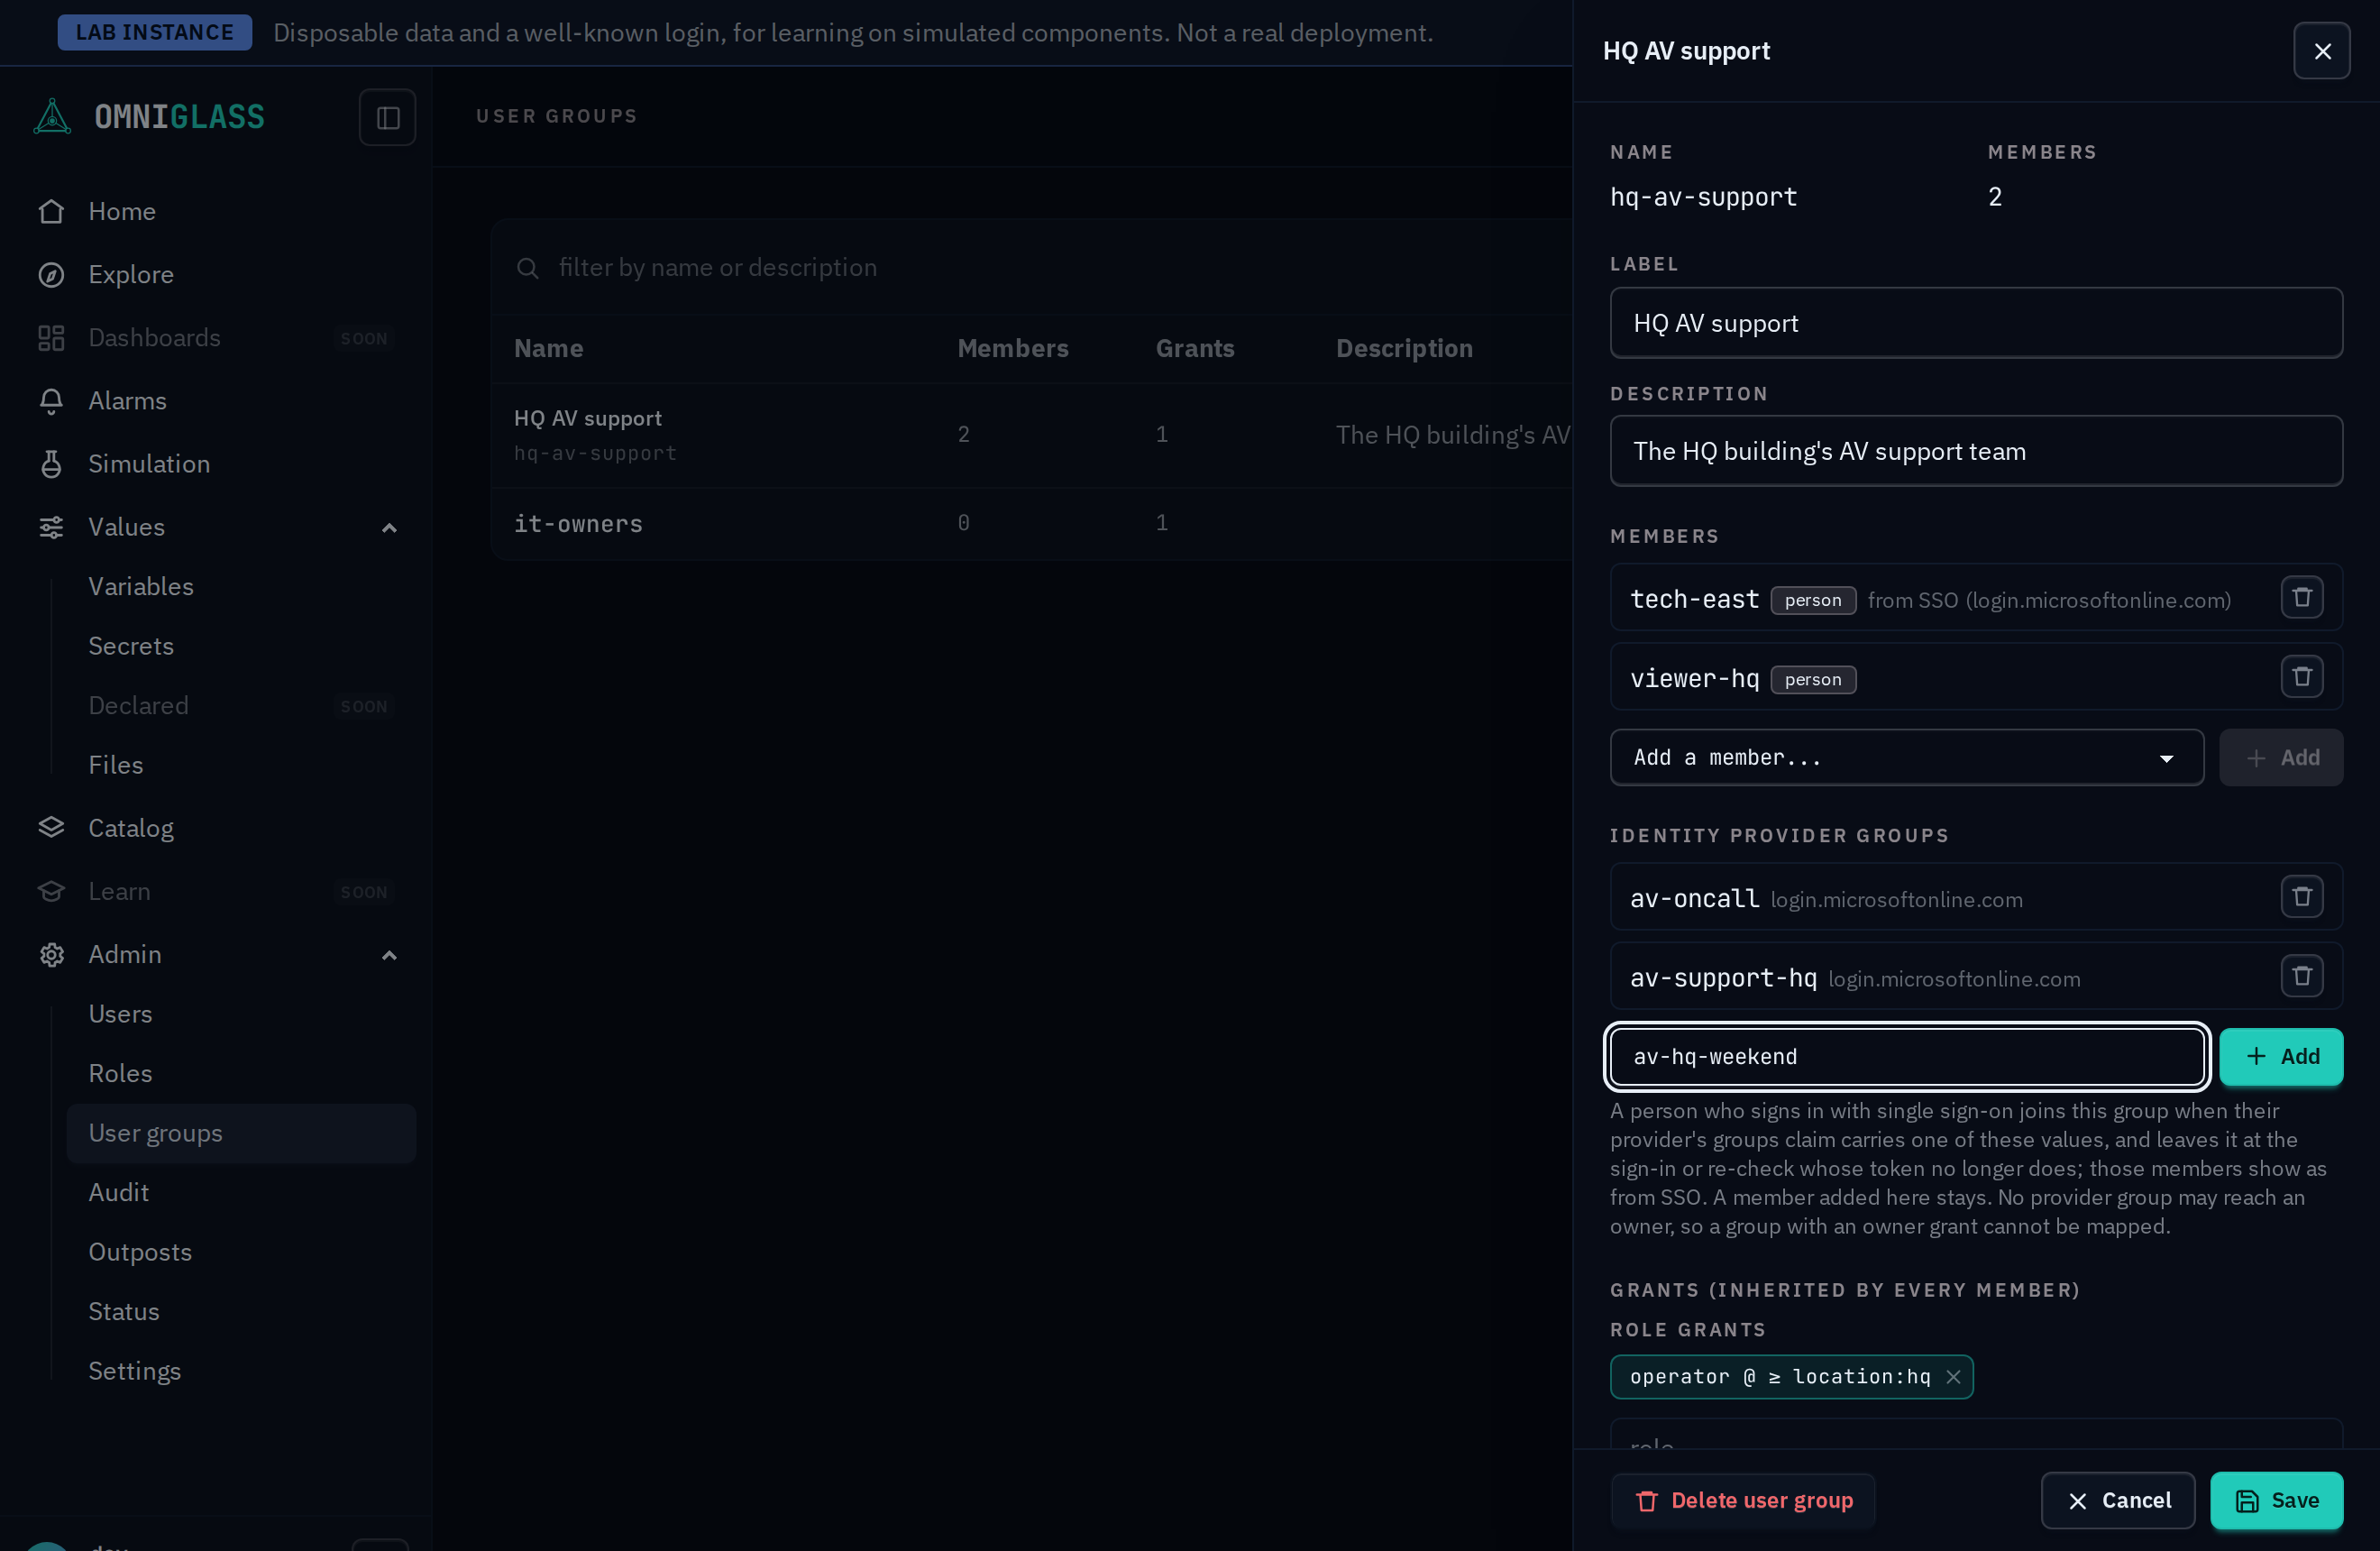 LAB INSTANCE Disposable data and a well-known login, for learning on simulated components. Not a real deployment.
OMNIGLASS
Home
Explore
Dashboards SOON
Alarms
Simulation
Values
Variables
Secrets
Declared SOON
Files
Catalog
Learn SOON
Admin
Users
Roles
User groups
Audit
Outposts
Status
Settings
USER GROUPS
filter by name or description
Name Members Grants Description
HQ AV support 2 1 The HQ building's AV
hq-av-support
it-owners 0 1
HQ AV support
NAME MEMBERS
hq-av-support 2
LABEL
HQ AV support
DESCRIPTION
The HQ building's AV support team
MEMBERS
tech-east person from SSO (login.microsoftonline.com)
viewer-hq person
Add a member... + Add
IDENTITY PROVIDER GROUPS
av-oncall login.microsoftonline.com
av-support-hq login.microsoftonline.com
av-hq-weekend + Add
A person who signs in with single sign-on joins this group when their
provider's groups claim carries one of these values, and leaves it at the
sign-in or re-check whose token no longer does; those members show as
from SSO. A member added here stays. No provider group may reach an
owner, so a group with an owner grant cannot be mapped.
GRANTS (INHERITED BY EVERY MEMBER)
ROLE GRANTS
operator @ ≥ location:hq
Delete user group Cancel Save